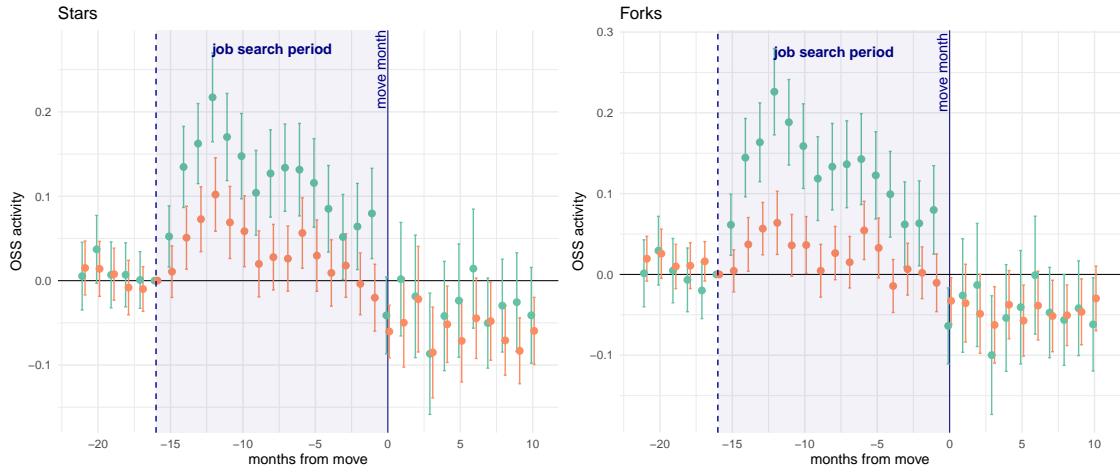 Stars
job search period
move month
0.2
0.1
0.0
−0.1
OSS activity
−20
−15
−10
−5
0
5
10
months from move
Forks
job search period
move month
0.3
0.2
0.1
0.0
−0.1
OSS activity
−20
−15
−10
−5
0
5
10
months from move